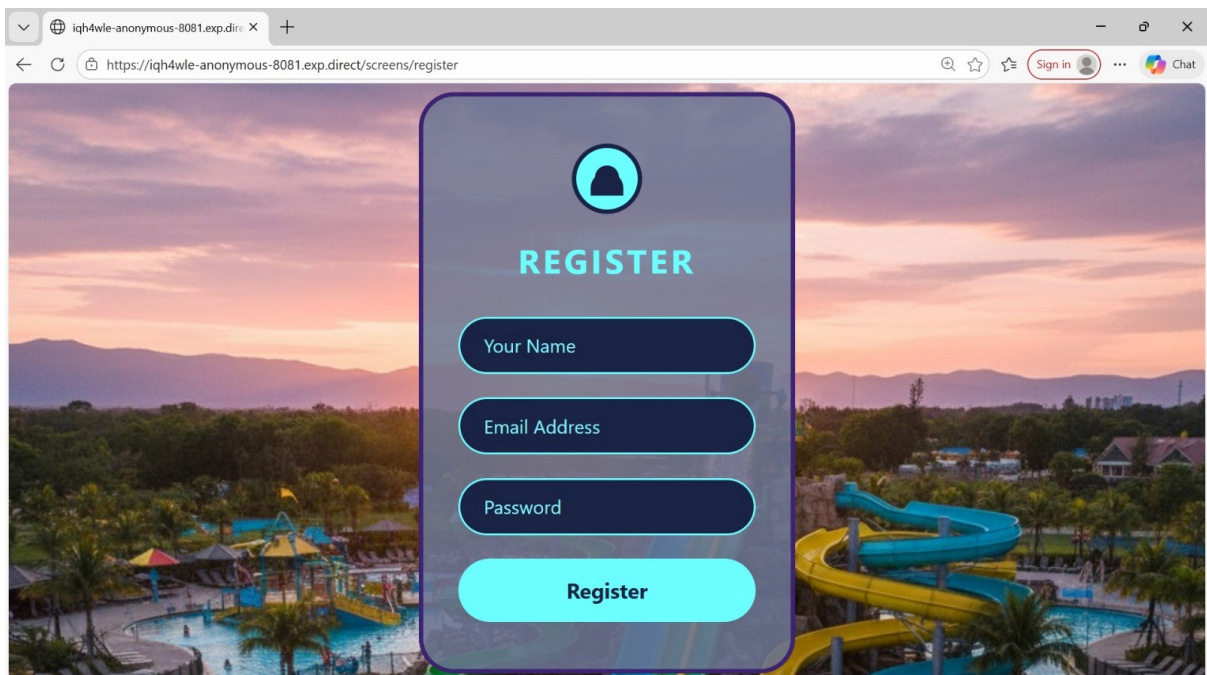 iqh4wle-anonymous-8081.exp.dire
https://iqh4wle-anonymous-8081.exp.direct/screens/register
Sign in
Chat
REGISTER
Your Name
Email Address
Password
Register